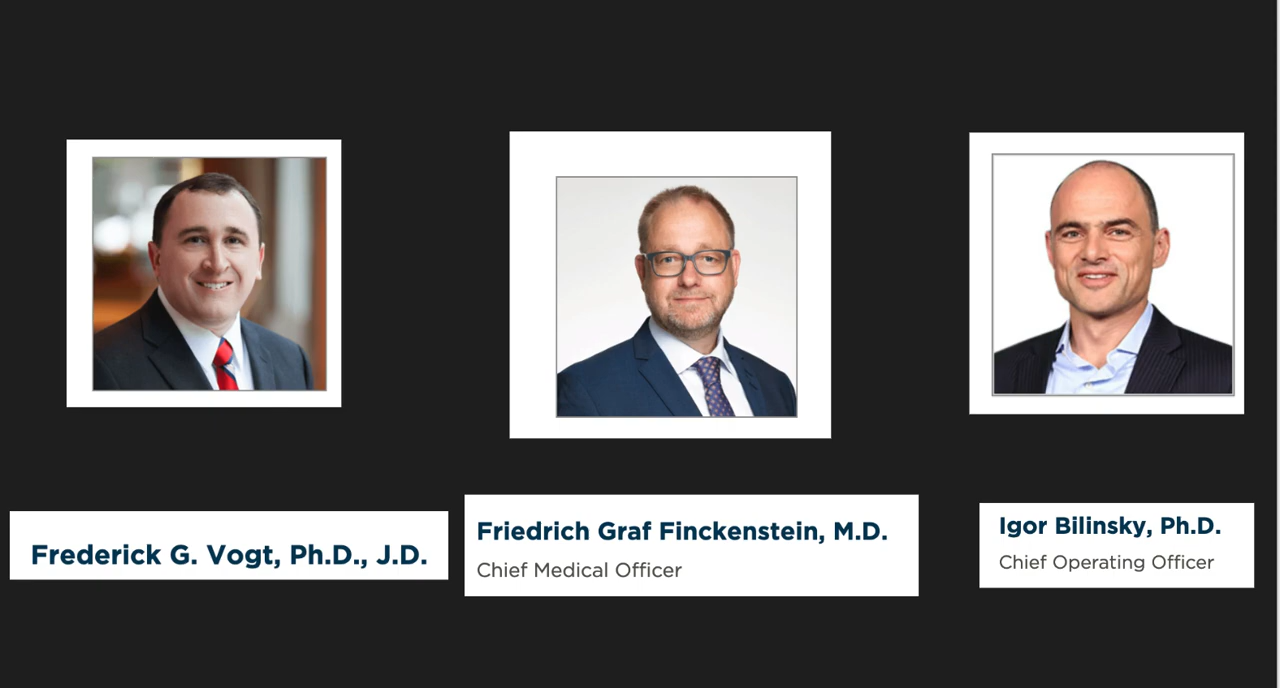 Frederick G. Vogt, Ph.D., J.D.
Friedrich Graf Finckenstein, M.D.
Chief Medical Officer
Igor Bilinsky, Ph.D.
Chief Operating Officer